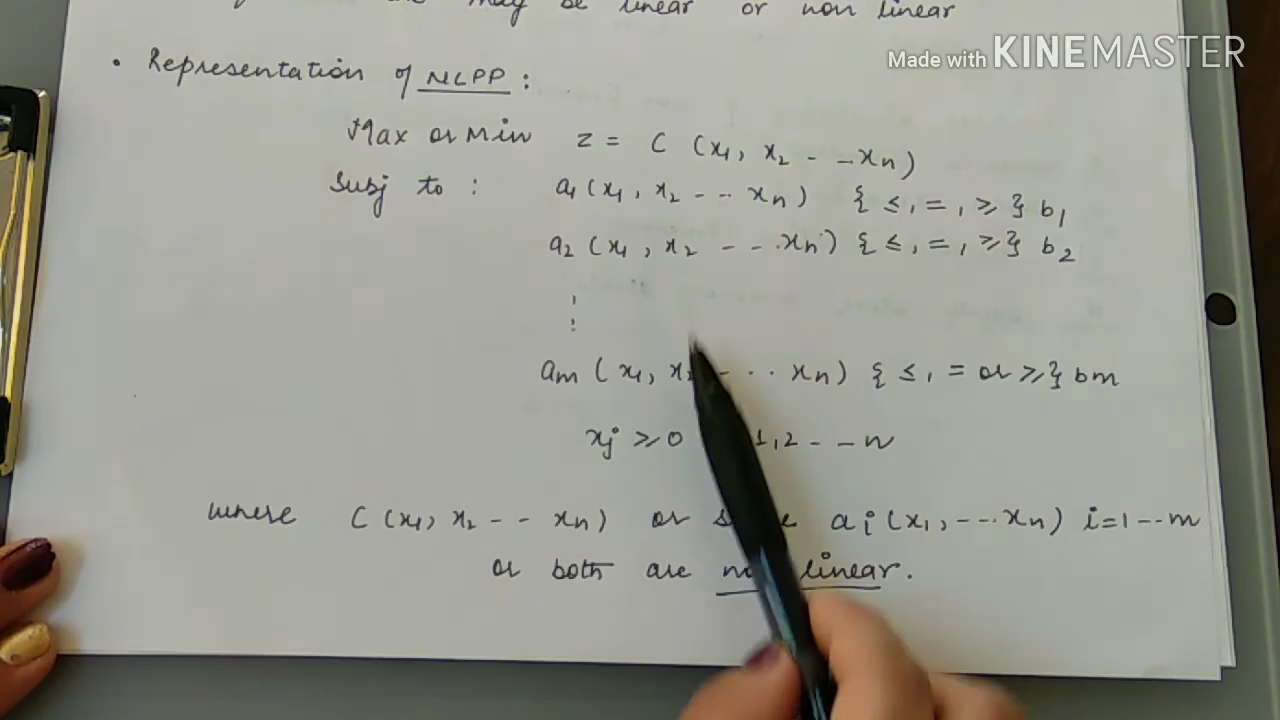 may be linear or non linear
Made with KINEMASTER
• Representation of NLPP :
Max or Min z = C (x1, x2 - - xn)
Subj to : a1 (x1, x2 - - ·· xn) { ≤, =, ≥ } b1
a2 (x1, x2 - - ·· xn) { ≤, =, ≥ } b2
⋮
am (x1, x2 - ·· xn) { ≤, = or ≥ } bm
xj ≥ 0 1,2 - - n
where C (x1, x2 - - xn) or ai (x1, - ·· xn) i=1 -- m
or both are linear.